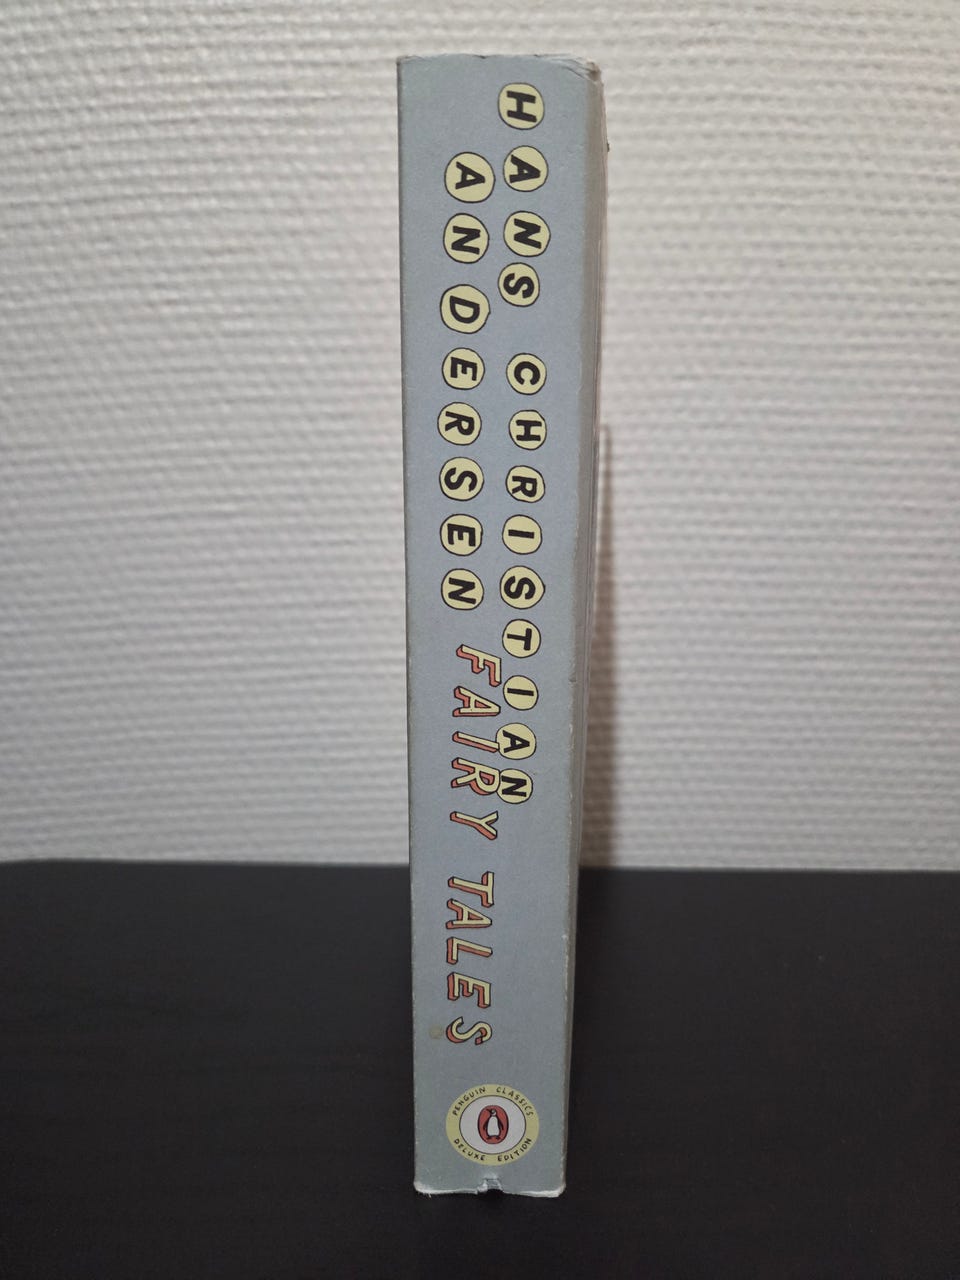 HANS CHRISTIAN
ANDERSEN
FAIRY TALES
PENGUIN CLASSICS
DELUXE EDITION